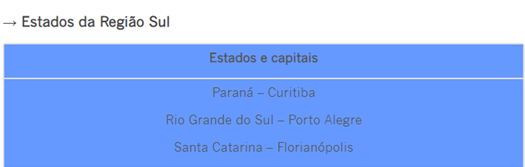 → Estados da Região Sul
Estados e capitais
Paraná – Curitiba
Rio Grande do Sul – Porto Alegre
Santa Catarina – Florianópolis